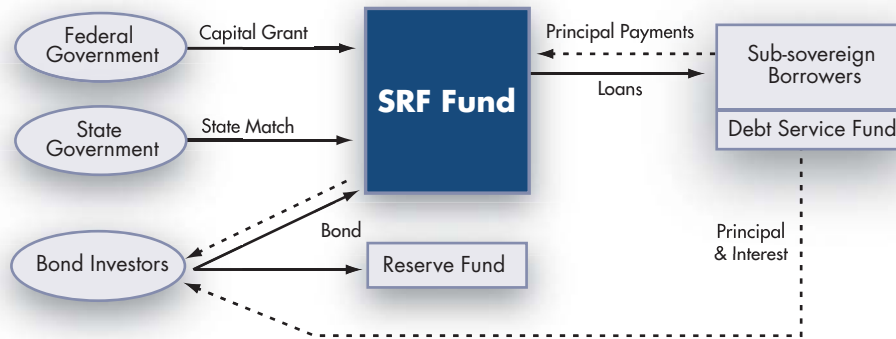 Federal
Government
Capital Grant
State
Government
State Match
SRF Fund
Principal Payments
Loans
Sub-sovereign
Borrowers
Debt Service Fund
Bond Investors
Bond
Reserve Fund
Principal
& Interest